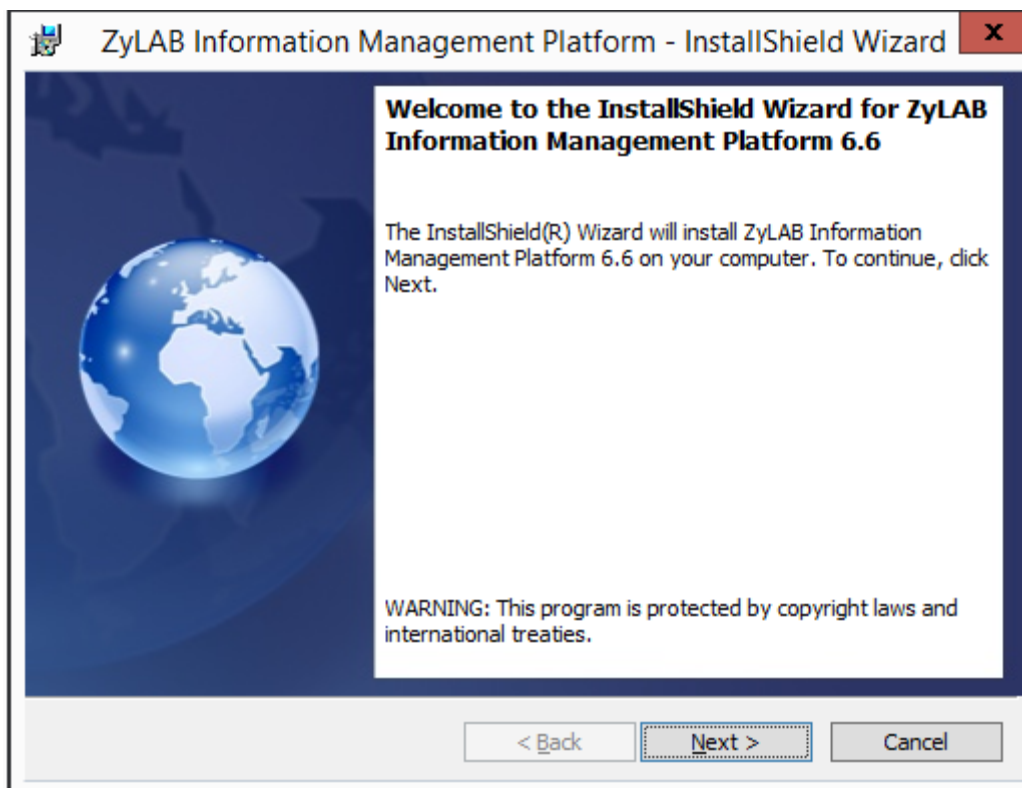 ZyLAB Information Management Platform - InstallShield Wizard
x
Welcome to the InstallShield Wizard for ZyLAB
Information Management Platform 6.6
The InstallShield(R) Wizard will install ZyLAB Information
Management Platform 6.6 on your computer. To continue, click
Next.
WARNING: This program is protected by copyright laws and
international treaties.
< Back
Next >
Cancel